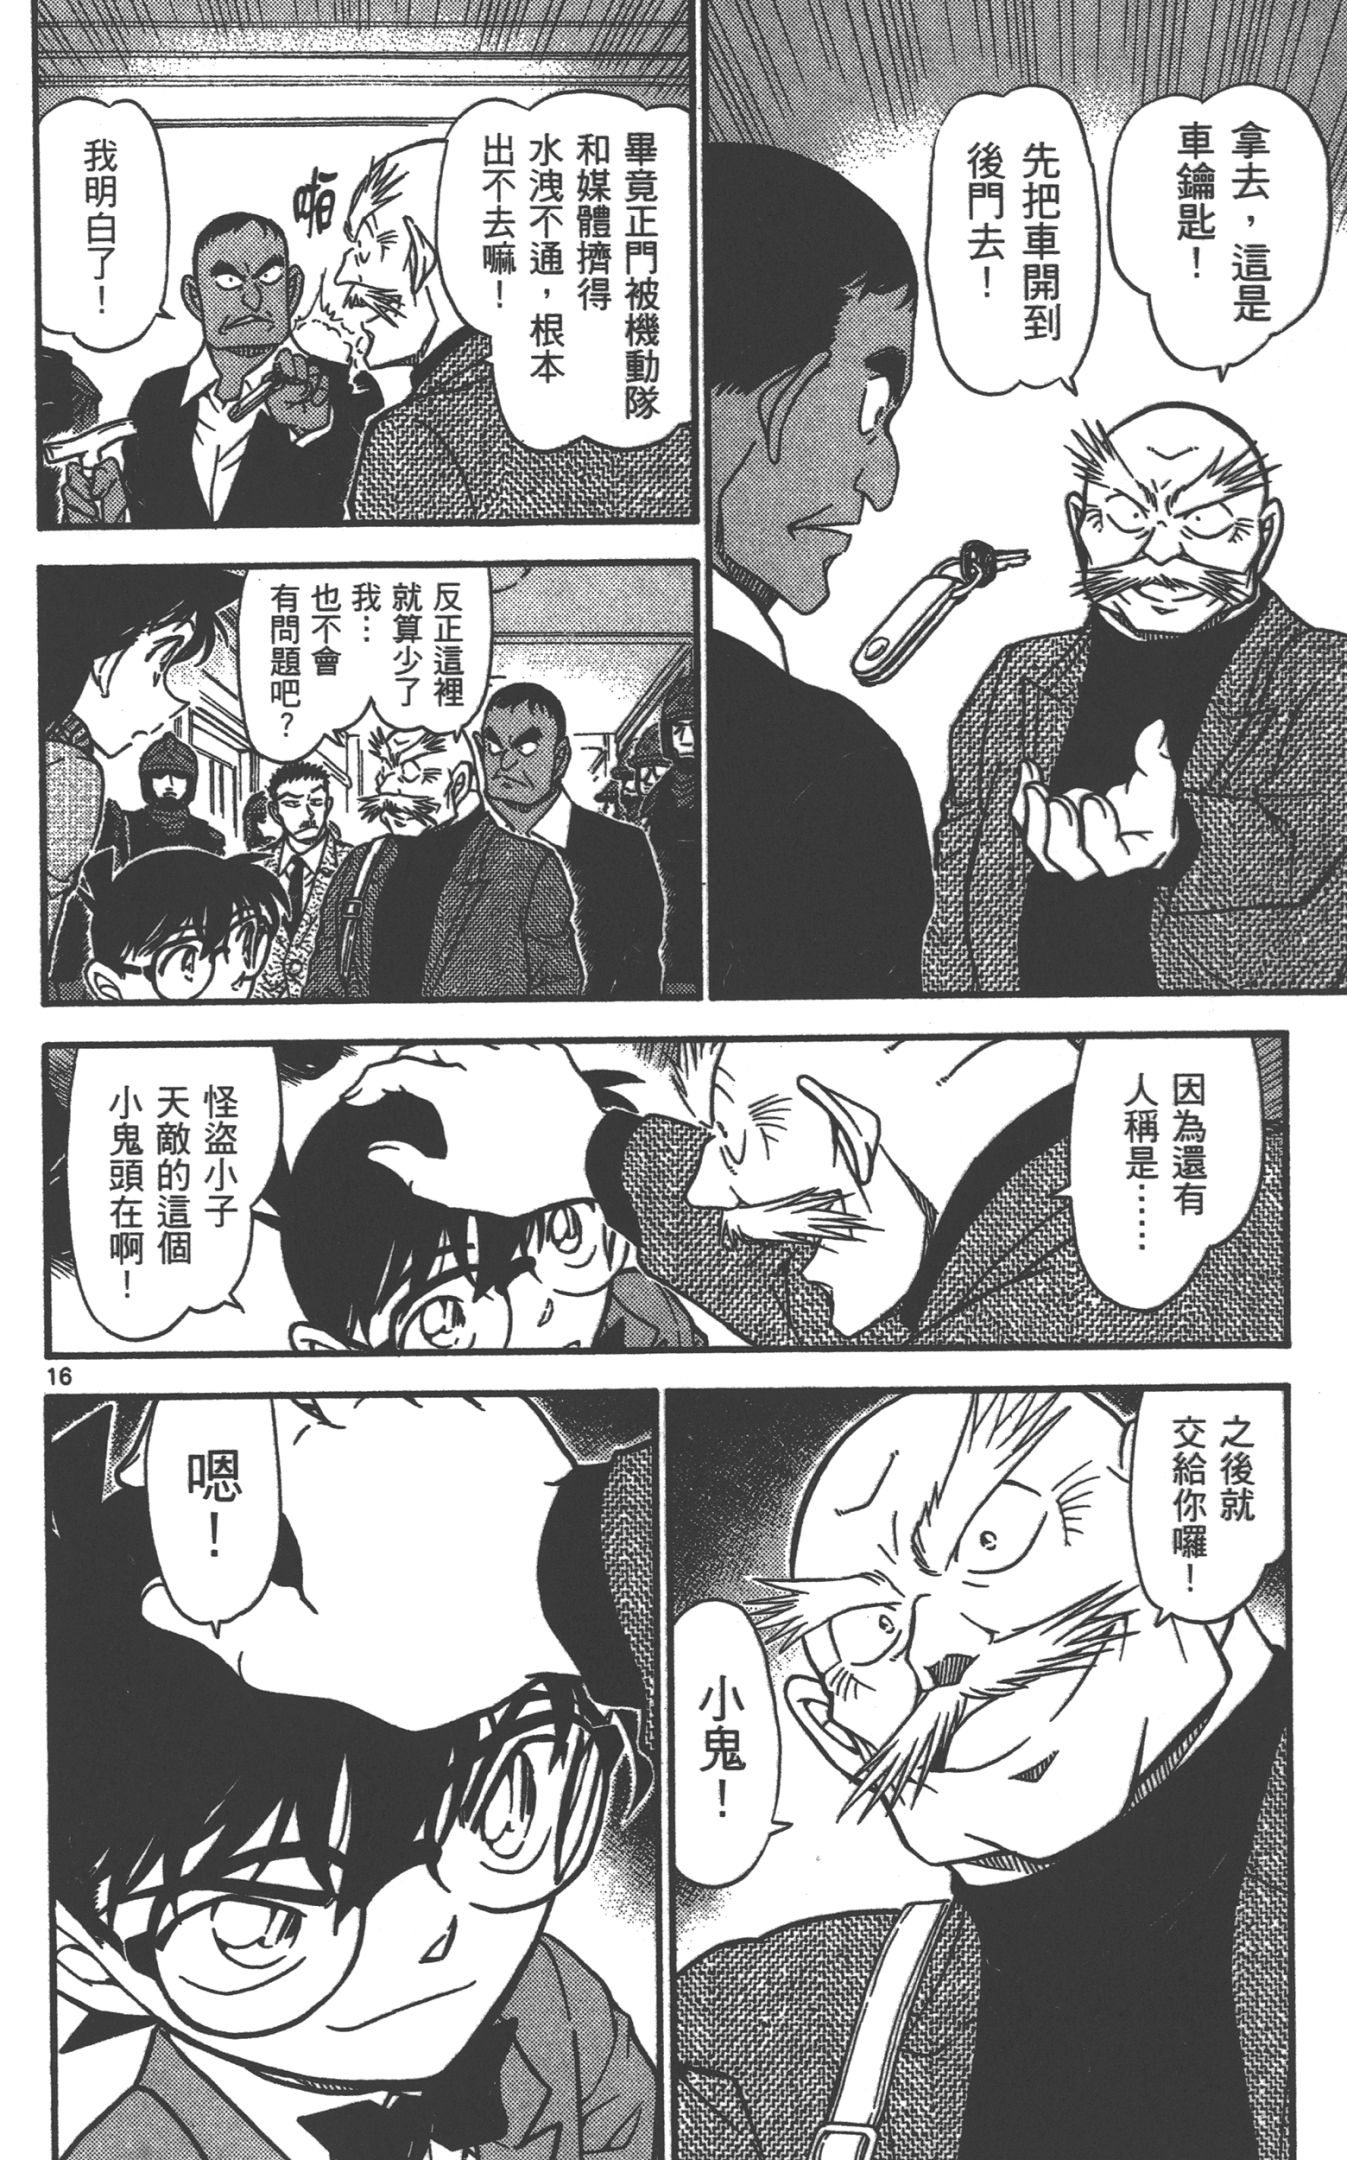 拿去，這是
車鑰匙！
先把車開到
後門去！
畢竟正門被機動隊
和媒體擠得
水洩不通，根本
出不去嘛！
啪
我明白了！
反正這裡
就算少了
我…
也不會
有問題吧？
因為還有
人稱是……
怪盜小子
天敵的這個
小鬼頭在啊！
16
之後就
交給你囉！
小鬼！
嗯！